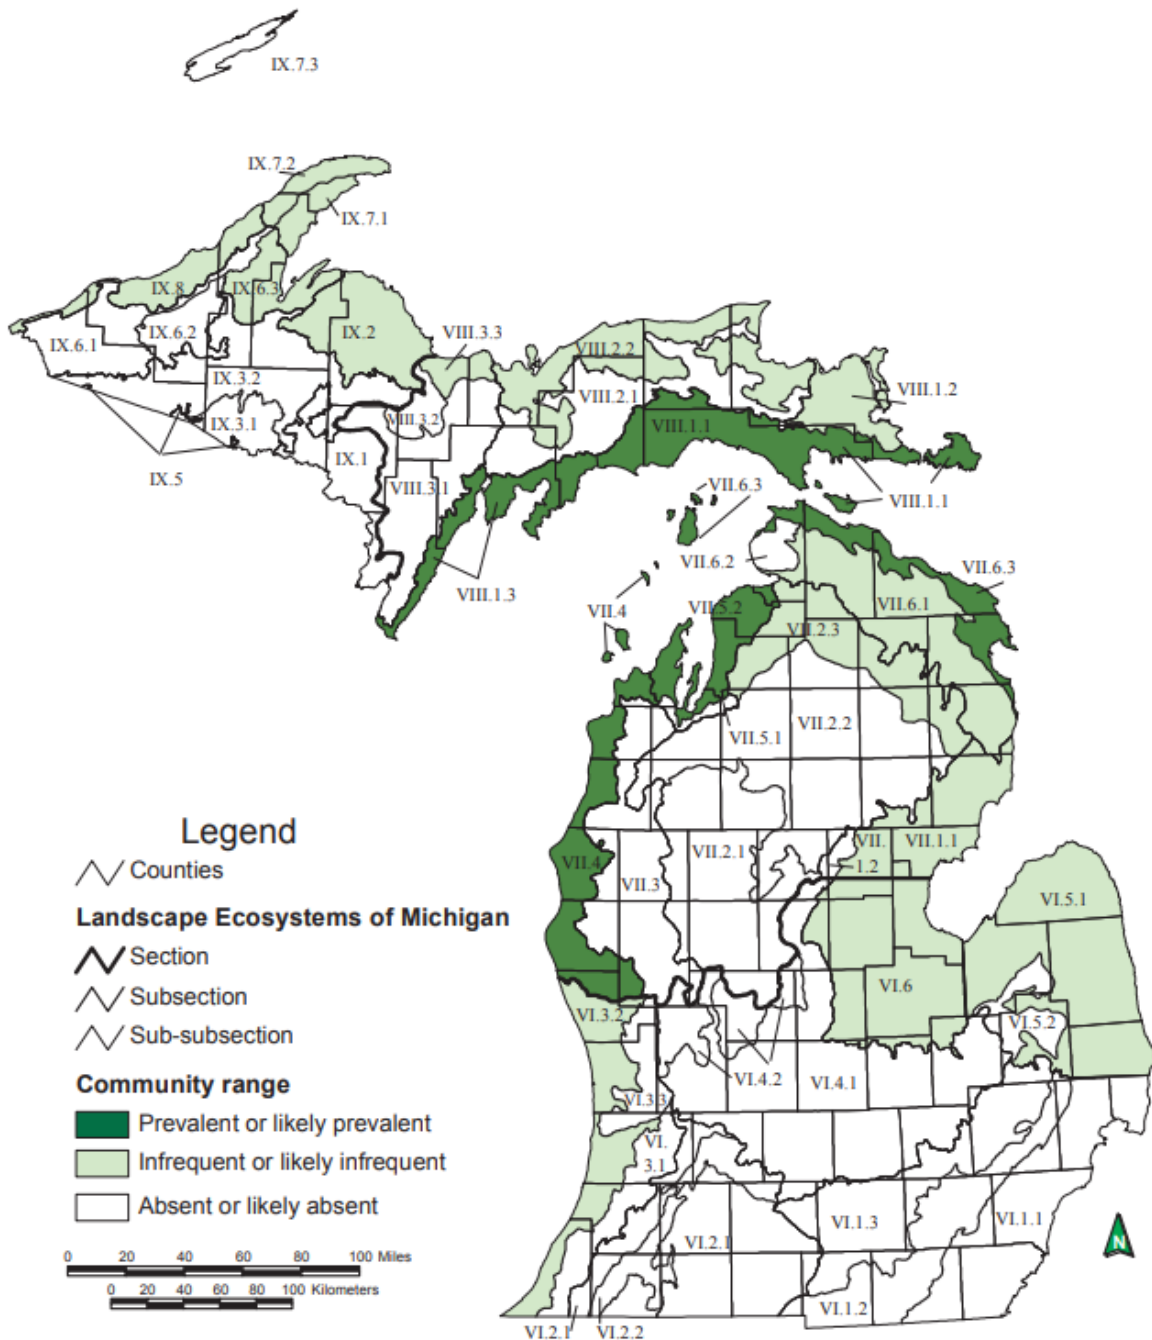 IX.7.3
IX.7.2
IX.7.1
IX.8
IX.6.3
IX.6.2
IX.6.1
IX.2
VIII.3.3
VIII.2.2
VIII.1.2
IX.3.2
VIII.2.1
IX.3.1
VIII.3.2
VIII.1.1
IX.1
IX.5
VIII.3.1
VII.6.3
VIII.1.1
VII.6.2
VII.6.3
VIII.1.3
VII.4
VII.5.2
VII.6.1
VII.2.3
VII.5.1
VII.2.2
Legend
Counties
Landscape Ecosystems of Michigan
Section
Subsection
Sub-subsection
Community range
Prevalent or likely prevalent
Infrequent or likely infrequent
Absent or likely absent
0 20 40 60 80 100 Miles
0 20 40 60 80 100 Kilometers
VII.4
VII.3
VII.2.1
VII.
1.2
VII.1.1
VI.5.1
VI.6
VI.3.2
VI.5.2
VI.4.2
VI.4.1
VI.3.3
VI.
3.1
VI.1.3
VI.1.1
VI.2.1
N
VI.1.2
VI.2.1
VI.2.2